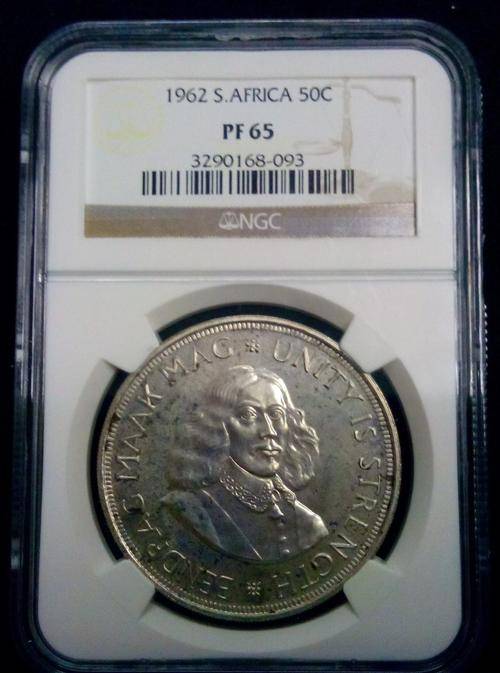 1962 S.AFRICA 50C
PF 65
3290168-093
NGC
EENDRAG MAAK MAG * UNITY IS STRENGTH *